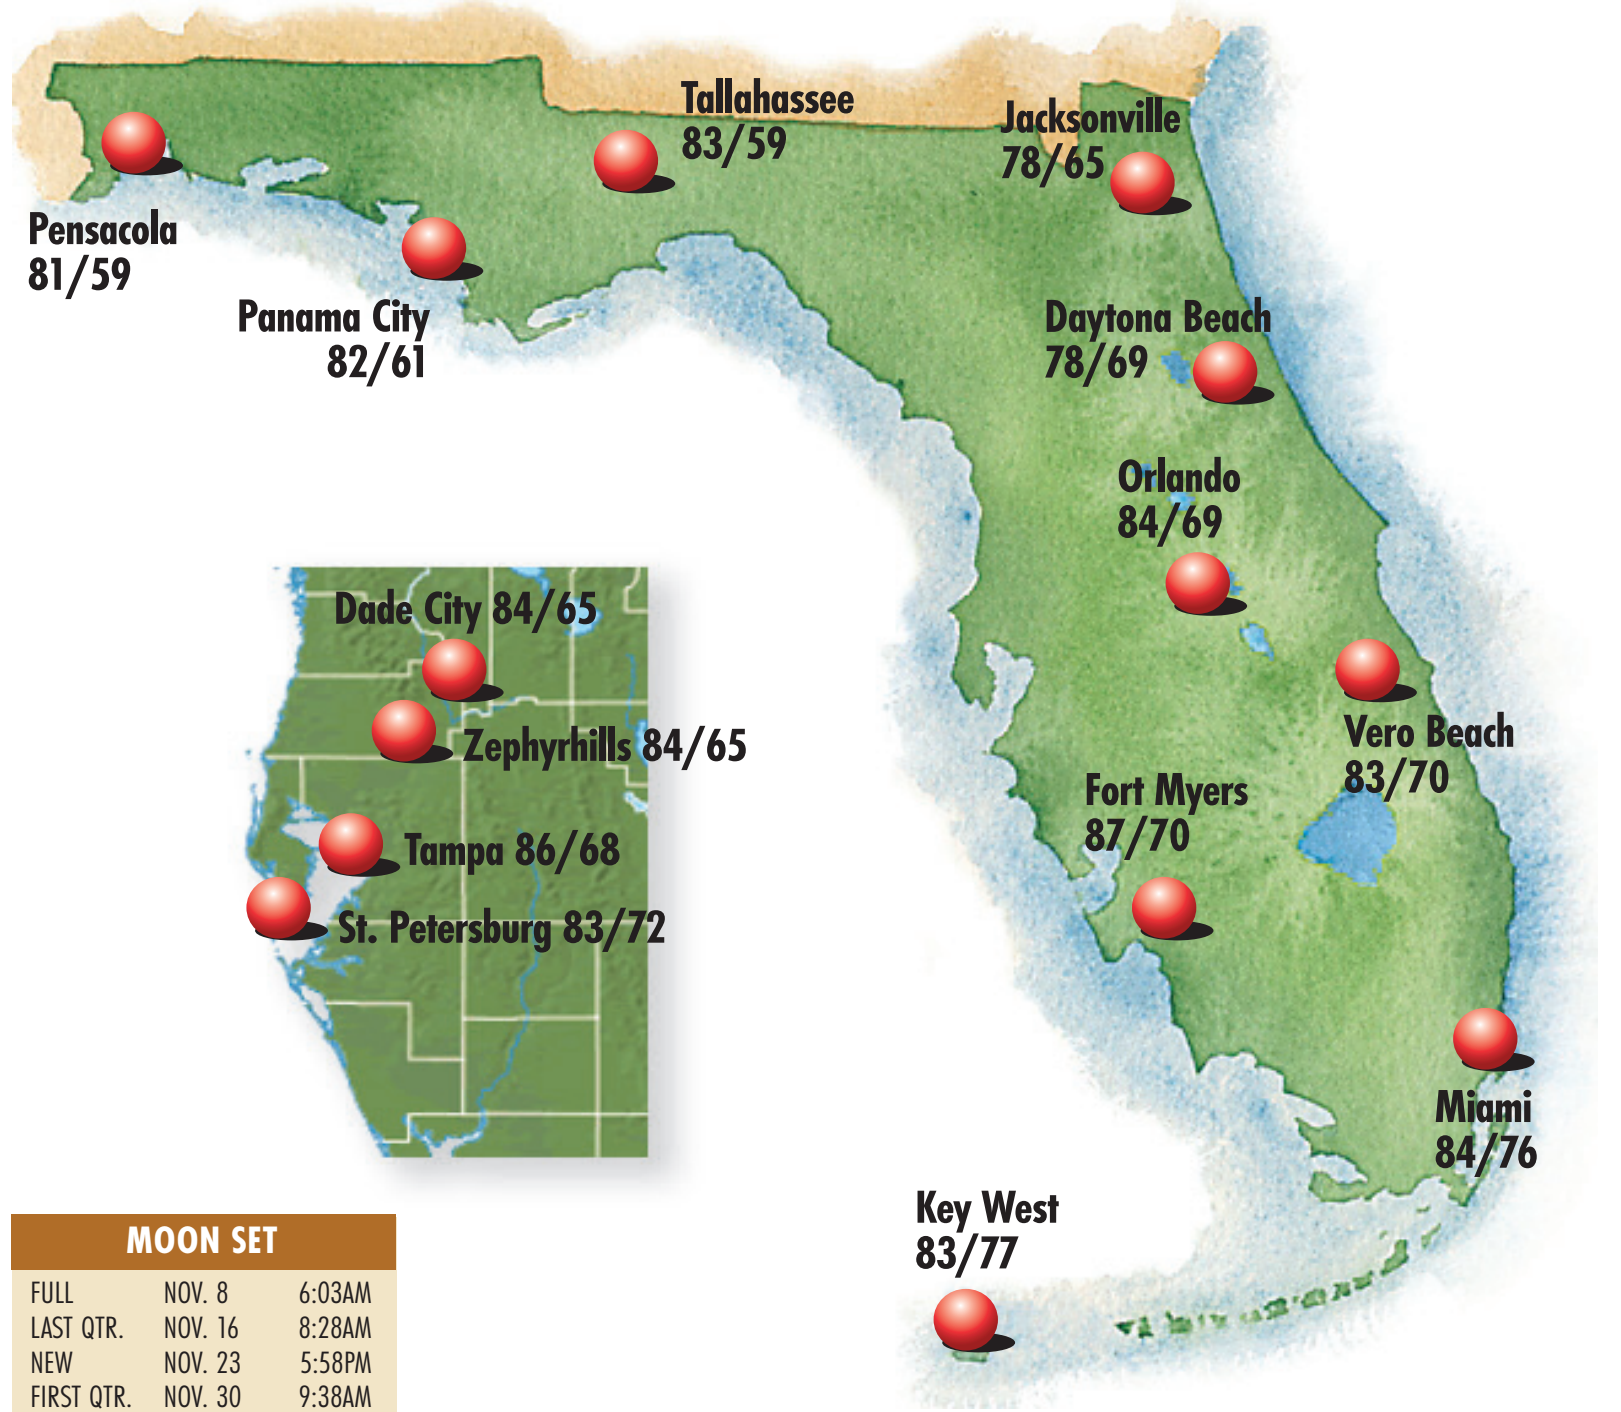 Tallahassee
83/59
Jacksonville
78/65
Pensacola
81/59
Panama City
82/61
Daytona Beach
78/69
Orlando
84/69
Dade City 84/65
Zephyrhills 84/65
Tampa 86/68
St. Petersburg 83/72
Vero Beach
83/70
Fort Myers
87/70
Miami
84/76
Key West
83/77
MOON SET
FULL NOV. 8 6:03AM
LAST QTR. NOV. 16 8:28AM
NEW NOV. 23 5:58PM
FIRST QTR. NOV. 30 9:38AM